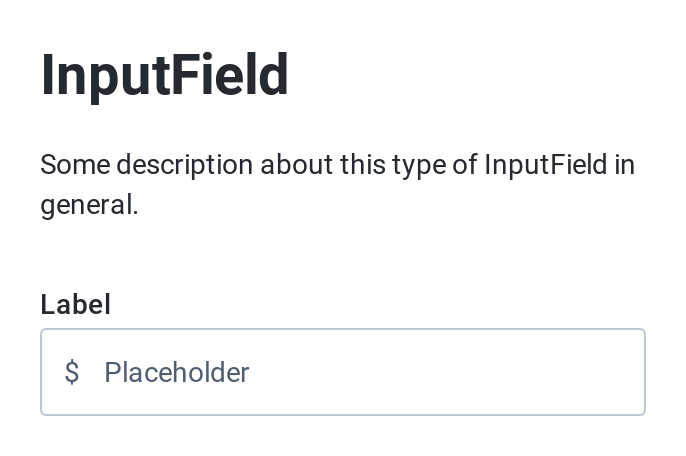 InputField
Some description about this type of InputField in
general.
Label
$ Placeholder